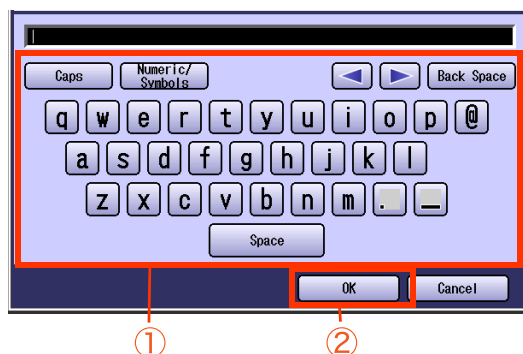 Caps Numeric/ Back Space
Symbols
q w e r t y u i o p @
a s d f g h j k l
z x c v b n m . _
Space
OK Cancel
① ②